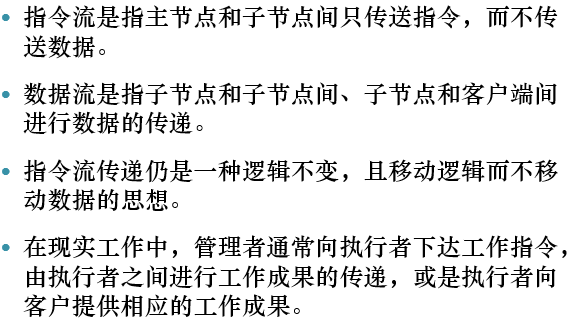 • 指令流是指主节点和子节点间只传送指令，而不传
送数据。
• 数据流是指子节点和子节点间、子节点和客户端间
进行数据的传递。
• 指令流传递仍是一种逻辑不变，且移动逻辑而不移
动数据的思想。
• 在现实工作中，管理者通常向执行者下达工作指令，
由执行者之间进行工作成果的传递，或是执行者向
客户提供相应的工作成果。